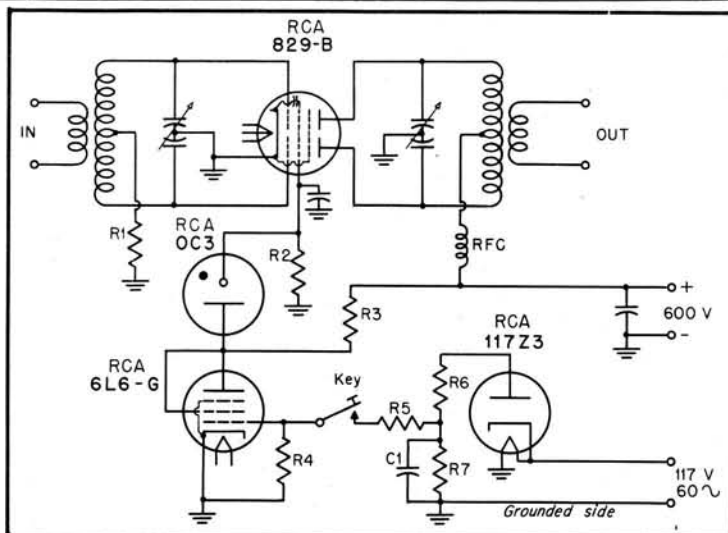 RCA
829-B
IN
OUT
R1
RCA
OC3
R2
RFC
R3
+
600 V
-
RCA
117Z3
RCA
6L6-G
Key
R6
R5
R4
C1
R7
117 V
60∿
Grounded side